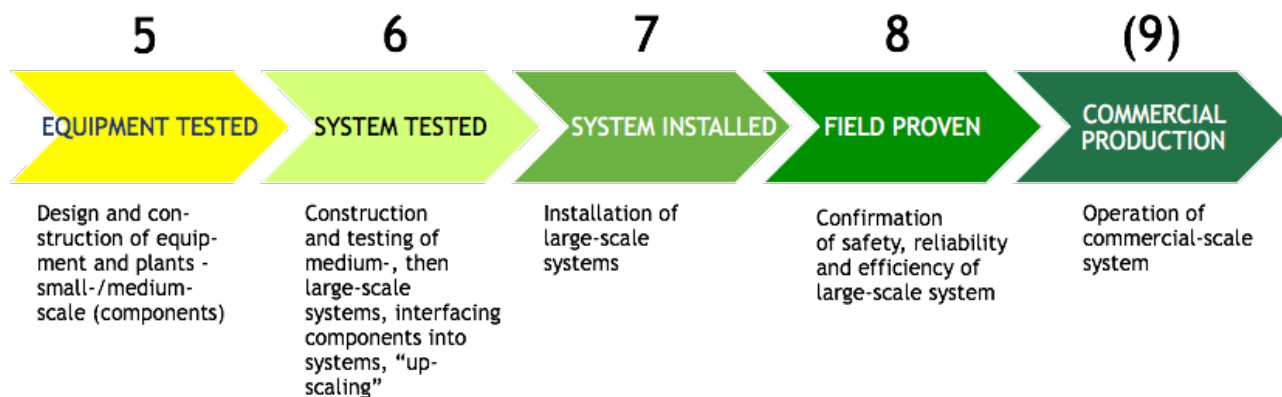 5
6
7
8
(9)
EQUIPMENT TESTED
SYSTEM TESTED
SYSTEM INSTALLED
FIELD PROVEN
COMMERCIAL
PRODUCTION
Design and con-
struction of equip-
ment and plants -
small-/medium-
scale (components)
Construction
and testing of
medium-, then
large-scale
systems, interfacing
components into
systems, “up-
scaling”
Installation of
large-scale
systems
Confirmation
of safety, reliability
and efficiency of
large-scale system
Operation of
commercial-scale
system